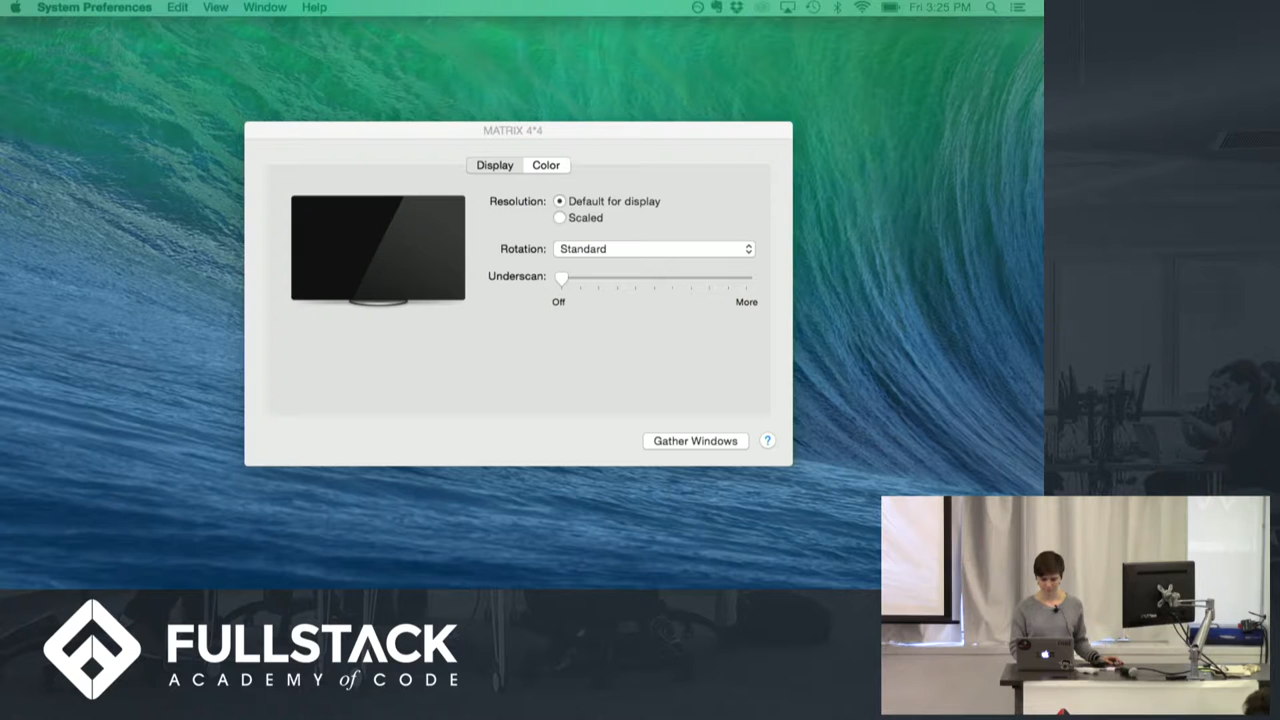 System Preferences Edit View Window Help Fri 3:25 PM
MATRIX 4*4
Display Color
Resolution: Default for display
Scaled
Rotation: Standard
Underscan:
Off More
Gather Windows ?
FULLSTACK
ACADEMY of CODE